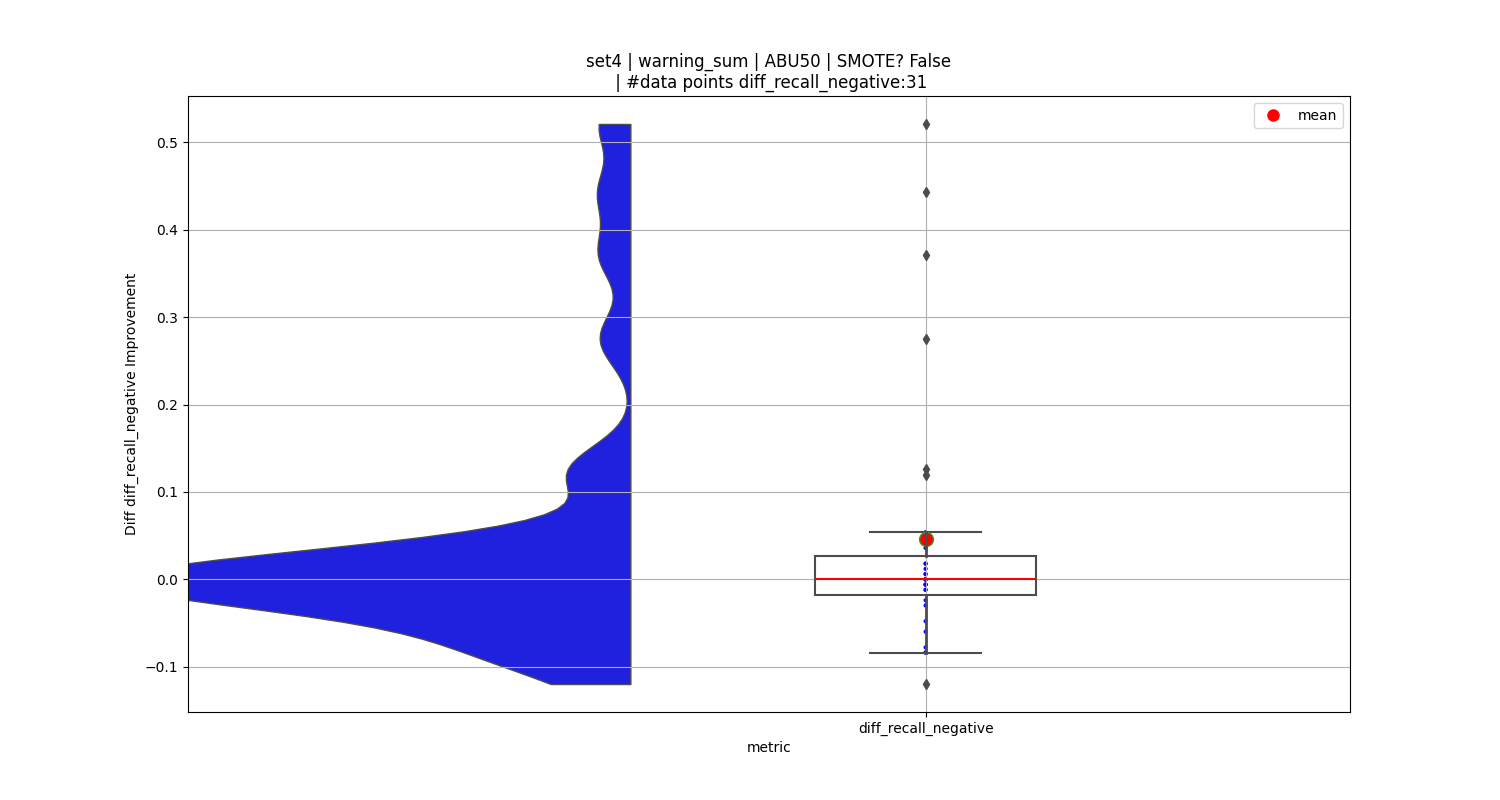 set4 | warning_sum | ABU50 | SMOTE? False
| #data points diff_recall_negative:31
mean
0.5
0.4
0.3
0.2
0.1
0.0
−0.1
Diff diff_recall_negative Improvement
diff_recall_negative
metric